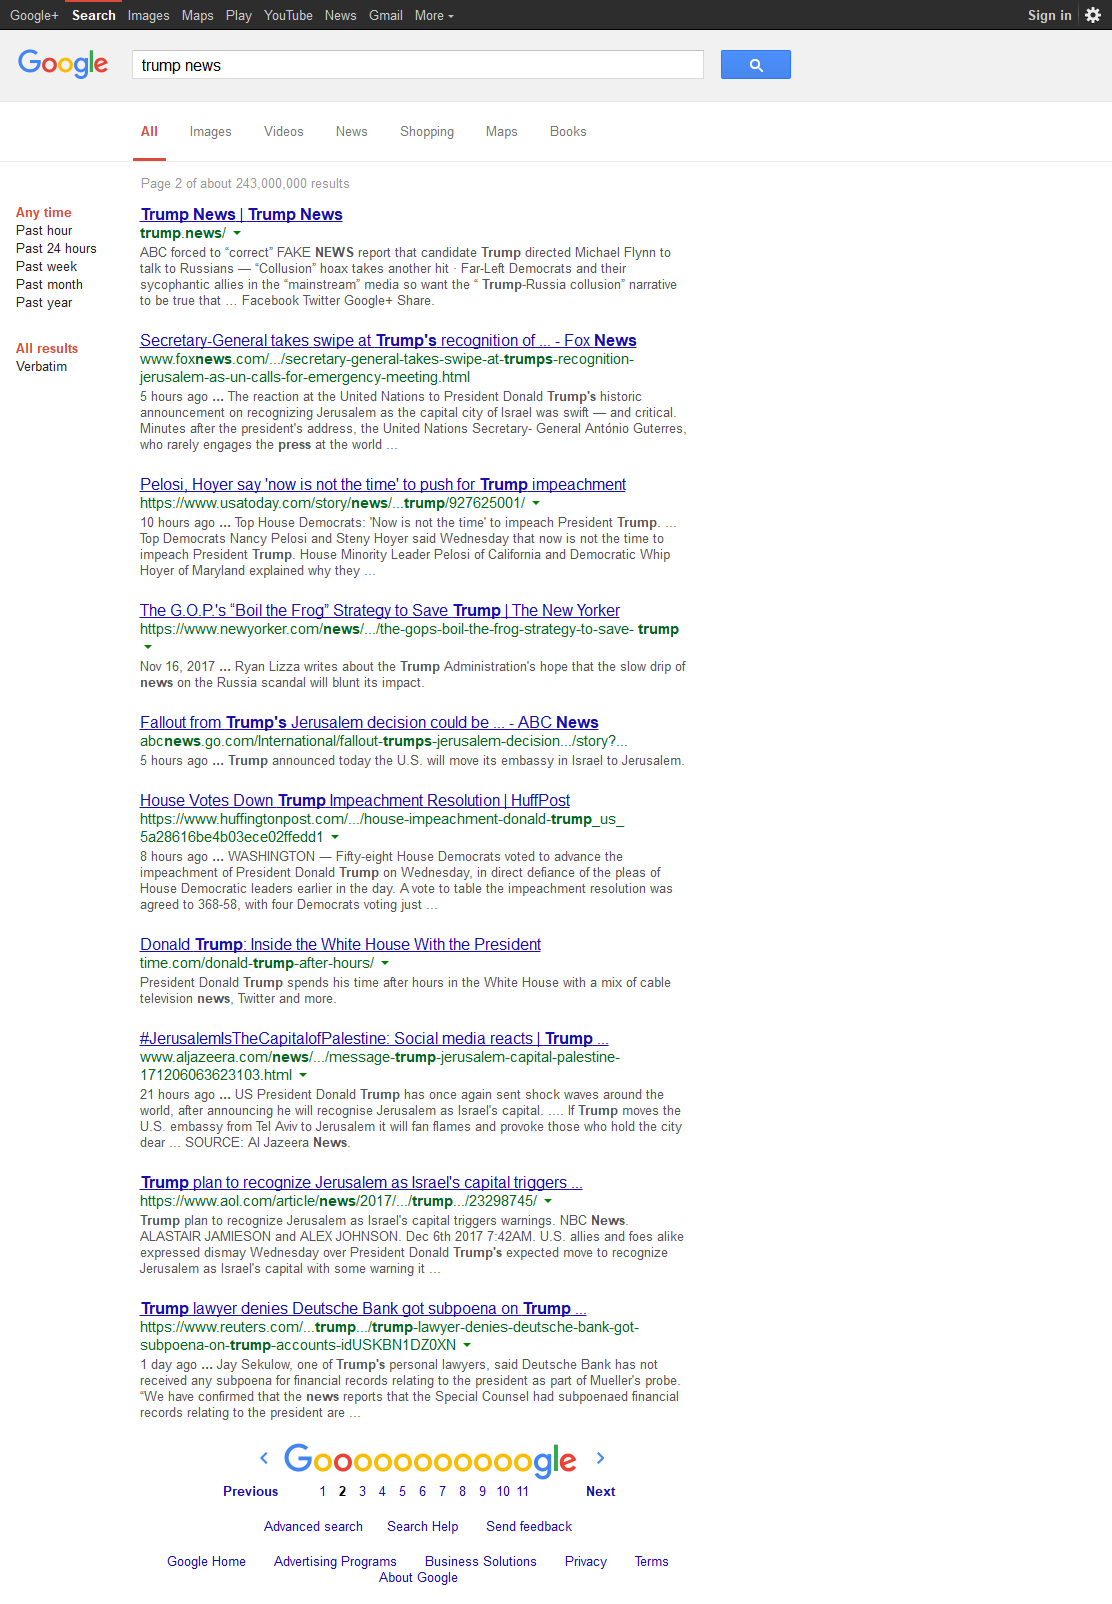 Google+ Search Images Maps Play YouTube News Gmail More
Sign in
Google
trump news
All Images Videos News Shopping Maps Books
Page 2 of about 243,000,000 results
Any time
Past hour
Past 24 hours
Past week
Past month
Past year
All results
Verbatim
Trump News | Trump News
trump.news/
ABC forced to “correct” FAKE NEWS report that candidate Trump directed Michael Flynn to
talk to Russians — “Collusion” hoax takes another hit · Far-Left Democrats and their
sycophantic allies in the “mainstream” media so want the “ Trump-Russia collusion” narrative
to be true that ... Facebook Twitter Google+ Share.
Secretary-General takes swipe at Trump's recognition of ... - Fox News
www.foxnews.com/.../secretary-general-takes-swipe-at-trumps-recognition-
jerusalem-as-un-calls-for-emergency-meeting.html
5 hours ago ... The reaction at the United Nations to President Donald Trump's historic
announcement on recognizing Jerusalem as the capital city of Israel was swift — and critical.
Minutes after the president's address, the United Nations Secretary- General António Guterres,
who rarely engages the press at the world ...
Pelosi, Hoyer say 'now is not the time' to push for Trump impeachment
https://www.usatoday.com/story/news/...trump/927625001/
10 hours ago ... Top House Democrats: 'Now is not the time' to impeach President Trump. ...
Top Democrats Nancy Pelosi and Steny Hoyer said Wednesday that now is not the time to
impeach President Trump. House Minority Leader Pelosi of California and Democratic Whip
Hoyer of Maryland explained why they ...
The G.O.P.'s “Boil the Frog” Strategy to Save Trump | The New Yorker
https://www.newyorker.com/news/.../the-gops-boil-the-frog-strategy-to-save- trump
Nov 16, 2017 ... Ryan Lizza writes about the Trump Administration's hope that the slow drip of
news on the Russia scandal will blunt its impact.
Fallout from Trump's Jerusalem decision could be ... - ABC News
abcnews.go.com/International/fallout-trumps-jerusalem-decision.../story?...
5 hours ago ... Trump announced today the U.S. will move its embassy in Israel to Jerusalem.
House Votes Down Trump Impeachment Resolution | HuffPost
https://www.huffingtonpost.com/.../house-impeachment-donald-trump_us_
5a28616be4b03ece02ffedd1
8 hours ago ... WASHINGTON ― Fifty-eight House Democrats voted to advance the
impeachment of President Donald Trump on Wednesday, in direct defiance of the pleas of
House Democratic leaders earlier in the day. A vote to table the impeachment resolution was
agreed to 368-58, with four Democrats voting just ...
Donald Trump: Inside the White House With the President
time.com/donald-trump-after-hours/
President Donald Trump spends his time after hours in the White House with a mix of cable
television news, Twitter and more.
#JerusalemIsTheCapitalofPalestine: Social media reacts | Trump ...
www.aljazeera.com/news/.../message-trump-jerusalem-capital-palestine-
171206063623103.html
21 hours ago ... US President Donald Trump has once again sent shock waves around the
world, after announcing he will recognise Jerusalem as Israel's capital. .... If Trump moves the
U.S. embassy from Tel Aviv to Jerusalem it will fan flames and provoke those who hold the city
dear ... SOURCE: Al Jazeera News.
Trump plan to recognize Jerusalem as Israel's capital triggers ...
https://www.aol.com/article/news/2017/.../trump.../23298745/
Trump plan to recognize Jerusalem as Israel's capital triggers warnings. NBC News.
ALASTAIR JAMIESON and ALEX JOHNSON. Dec 6th 2017 7:42AM. U.S. allies and foes alike
expressed dismay Wednesday over President Donald Trump's expected move to recognize
Jerusalem as Israel's capital with some warning it ...
Trump lawyer denies Deutsche Bank got subpoena on Trump ...
https://www.reuters.com/...trump.../trump-lawyer-denies-deutsche-bank-got-
subpoena-on-trump-accounts-idUSKBN1DZ0XN
1 day ago ... Jay Sekulow, one of Trump's personal lawyers, said Deutsche Bank has not
received any subpoena for financial records relating to the president as part of Mueller's probe.
“We have confirmed that the news reports that the Special Counsel had subpoenaed financial
records relating to the president are ...
Goooooooooooogle
Previous 1 2 3 4 5 6 7 8 9 10 11 Next
Advanced search Search Help Send feedback
Google Home Advertising Programs Business Solutions Privacy Terms
About Google